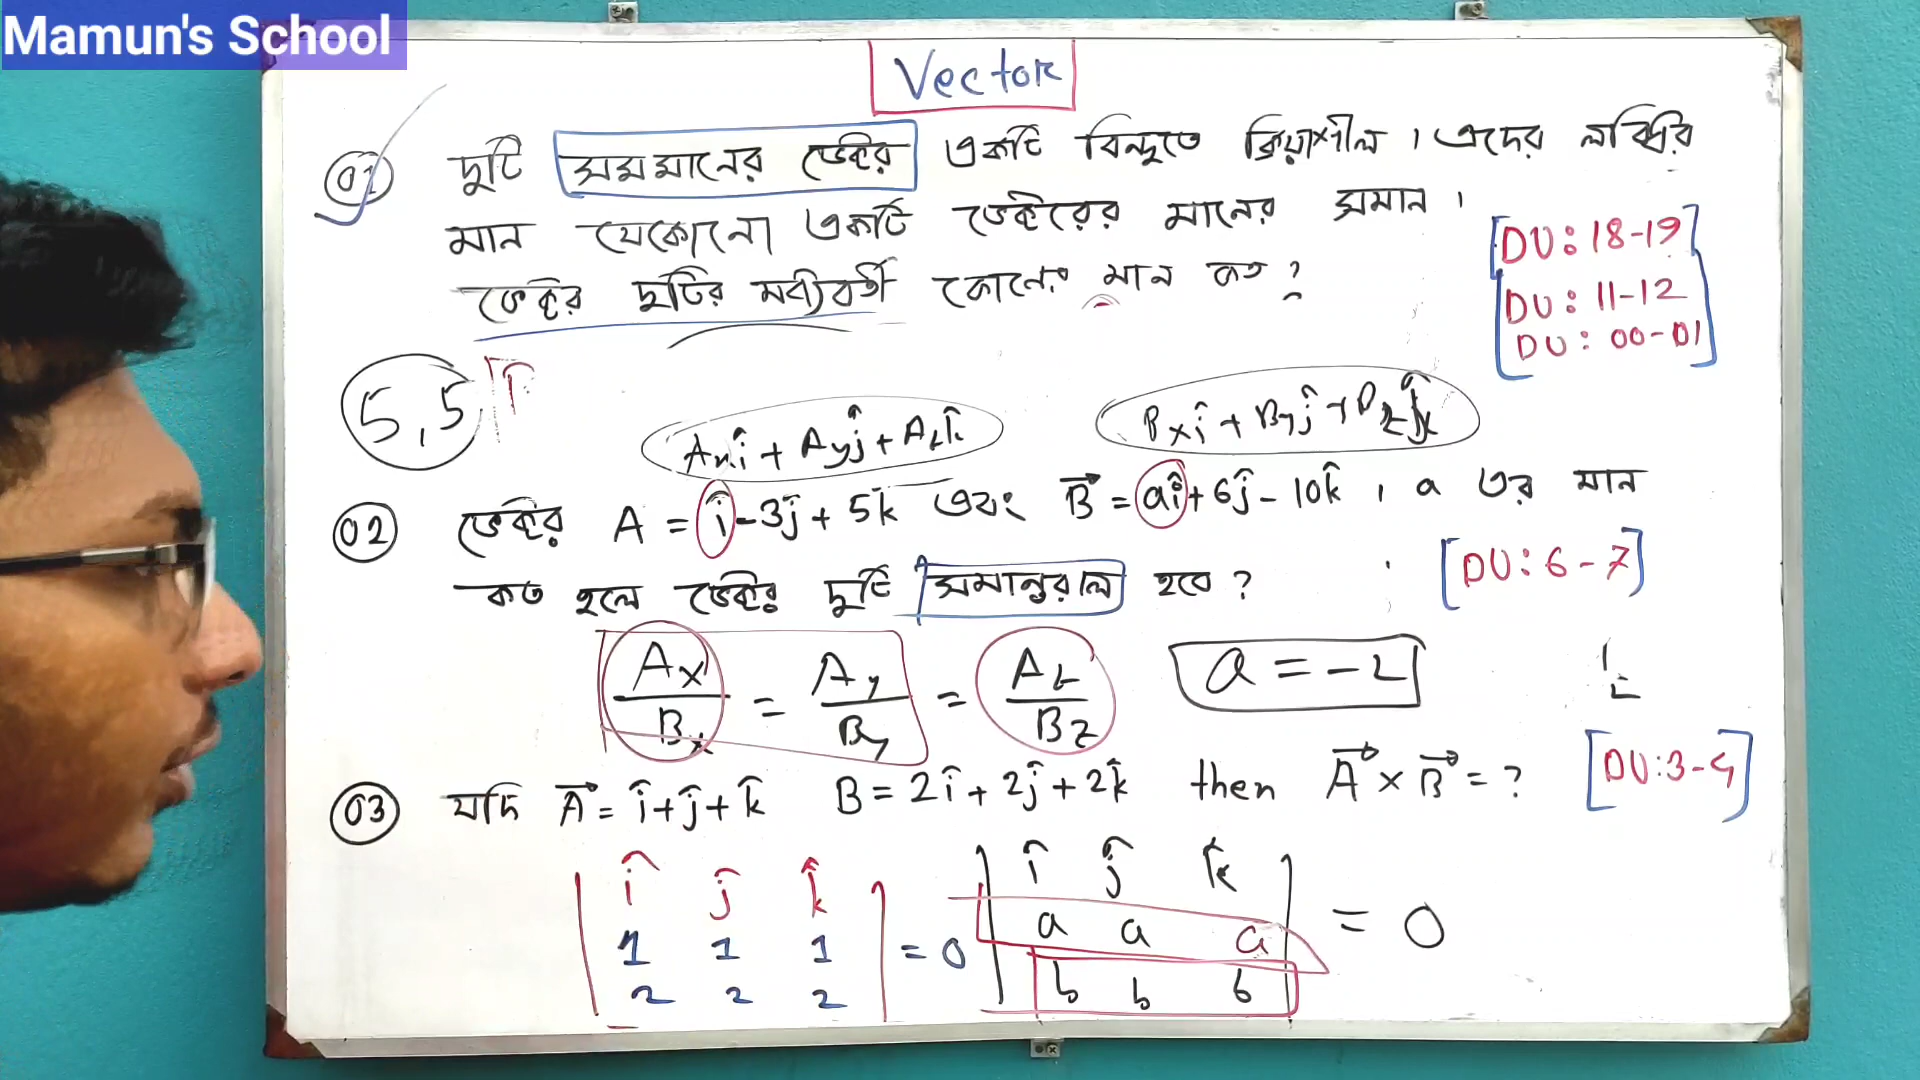 Mamun's School
Vector
01 দুটি সমমানের ভেক্টর একটি বিন্দুতে ক্রিয়াশীল । এদের লব্ধির
মান যেকোনো একটি ভেক্টরের মানের সমান ।
ভেক্টর দুটির মধ্যবর্তী কোনের মান কত ?
[DU: 18-19]
[DU: 11-12
DU: 00-01]
5, 5,
Axî + Ayĵ + Azk̂
Bxî + Byĵ + Bzk̂
02 ভেক্টর A = î - 3ĵ + 5k̂ এবং B⃗ = aî + 6ĵ - 10k̂ , a এর মান
কত হলে ভেক্টর দুটি সমান্তরাল হবে ?
[DU: 6-7]
Ax/Bx = Ay/By = Az/Bz
a = -2
03 যদি A⃗ = î + ĵ + k̂ B = 2î + 2ĵ + 2k̂ then A⃗ × B⃗ = ?
[DU: 3-4]
| î ĵ k̂ |
| 1 1 1 | = 0
| 2 2 2 |
| î ĵ k̂ |
| a a a | = 0
| b b b |